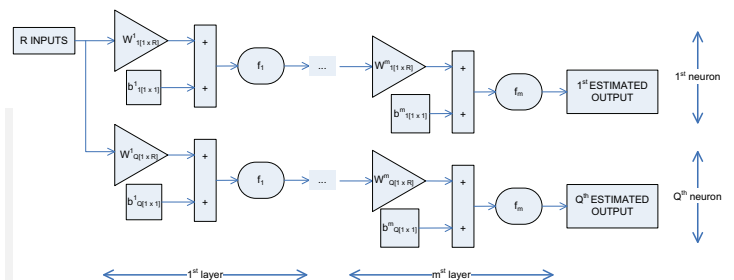 R INPUTS
W¹₁[1 x R]
+
b¹₁[1 x 1]
+
f₁
...
Wᵐ₁[1 x R]
+
bᵐ₁[1 x 1]
+
fₘ
1ˢᵗ ESTIMATED
OUTPUT
1ˢᵗ neuron
W¹Q[1 x R]
+
b¹Q[1 x 1]
+
f₁
...
WᵐQ[1 x R]
+
bᵐQ[1 x 1]
+
fₘ
Qᵗʰ ESTIMATED
OUTPUT
Qᵗʰ neuron
1ˢᵗ layer
mˢᵗ layer